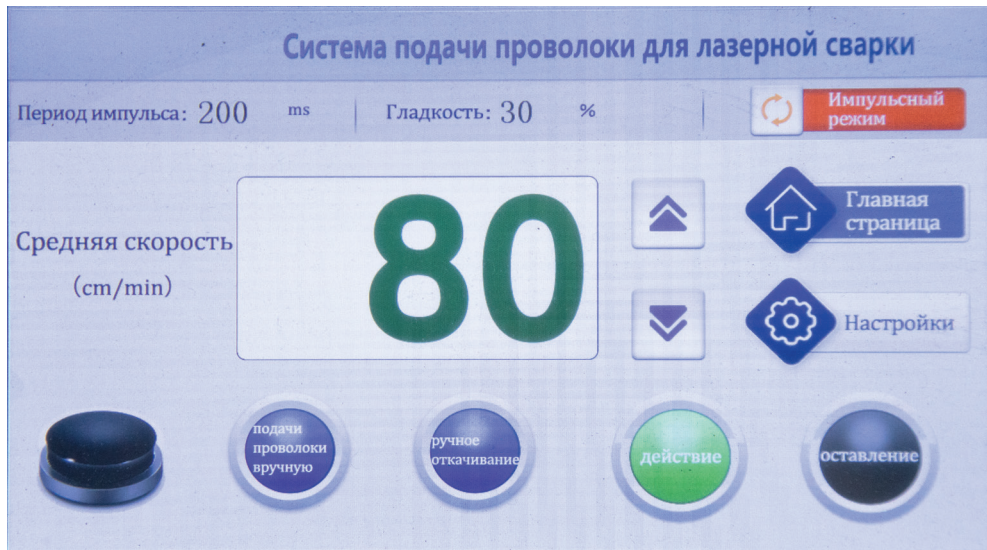 Система подачи проволоки для лазерной сварки
Период импульса: 200 ms Гладкость: 30 % Импульсный
режим
Главная
страница
Средняя скорость
(cm/min)
80
Настройки
подачи
проволоки
вручную
ручное
откачивание
действие
оставление